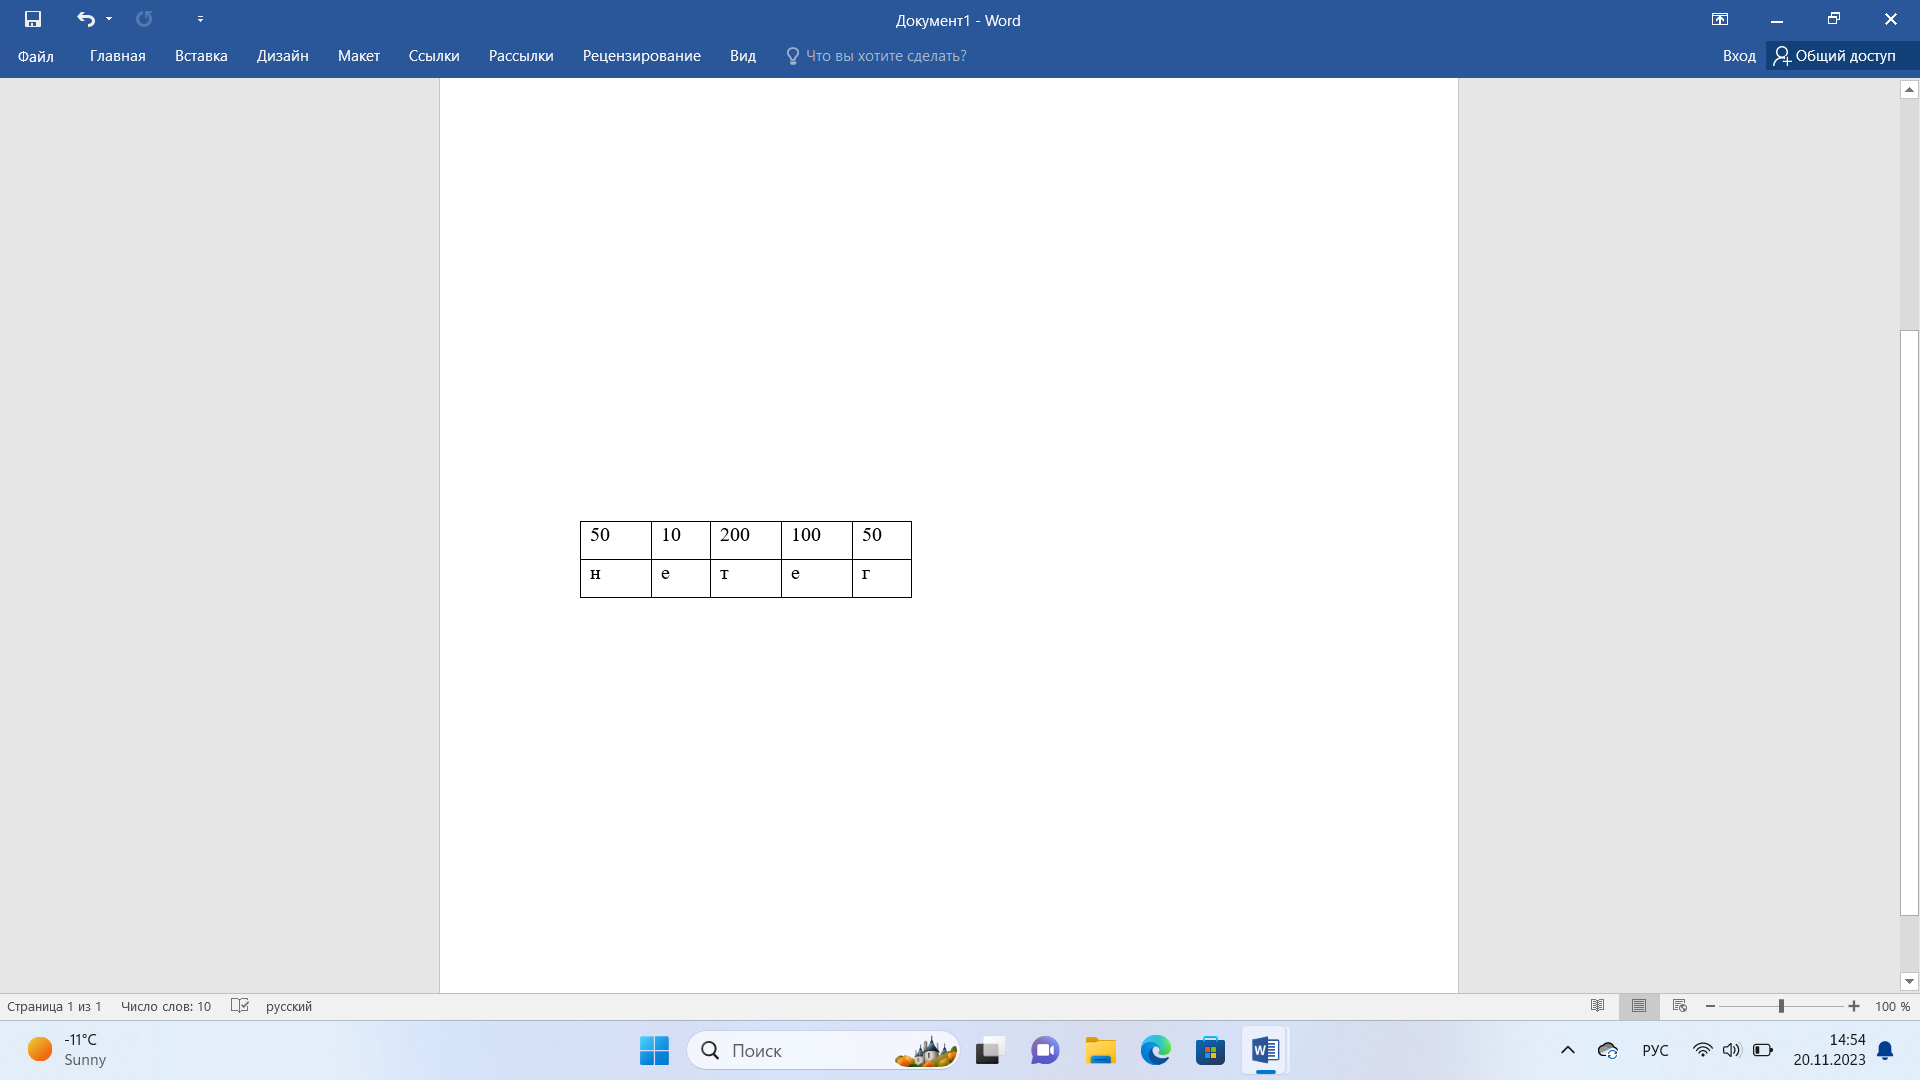 Документ1 - Word
Файл Главная Вставка Дизайн Макет Ссылки Рассылки Рецензирование Вид Что вы хотите сделать? Вход Общий доступ
50 10 200 100 50
н е т е г
Страница 1 из 1 Число слов: 10 русский 100 %
-11°C
Sunny
Поиск
РУС
14:54
20.11.2023